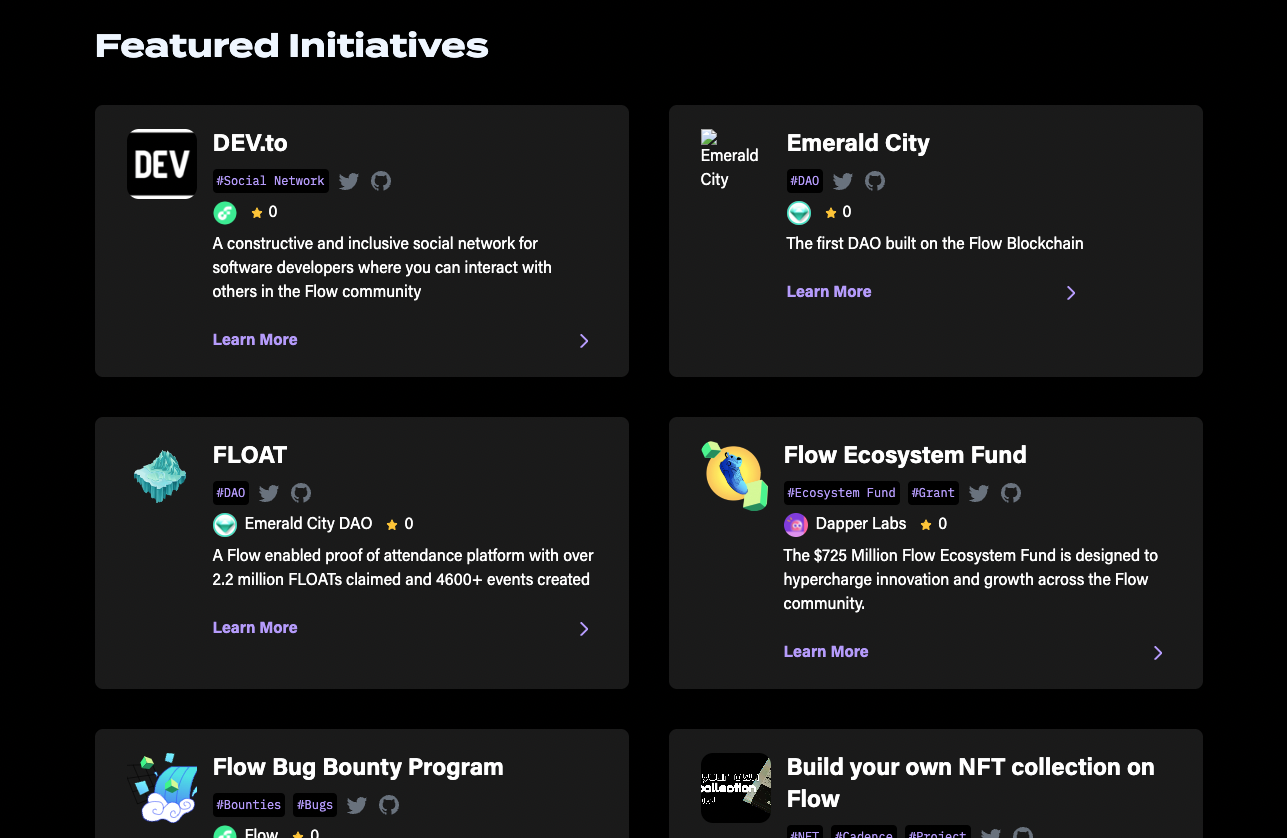 Featured Initiatives
DEV
DEV.to
#Social Network
0
A constructive and inclusive social network for
software developers where you can interact with
others in the Flow community
Learn More
Emerald
City
Emerald City
#DAO
0
The first DAO built on the Flow Blockchain
Learn More
FLOAT
#DAO
Emerald City DAO 0
A Flow enabled proof of attendance platform with over
2.2 million FLOATs claimed and 4600+ events created
Learn More
Flow Ecosystem Fund
#Ecosystem Fund #Grant
Dapper Labs 0
The $725 Million Flow Ecosystem Fund is designed to
hypercharge innovation and growth across the Flow
community.
Learn More
Flow Bug Bounty Program
#Bounties #Bugs
Flow 0
collection
Build your own NFT collection on
Flow
#NFT #Cadence #Project